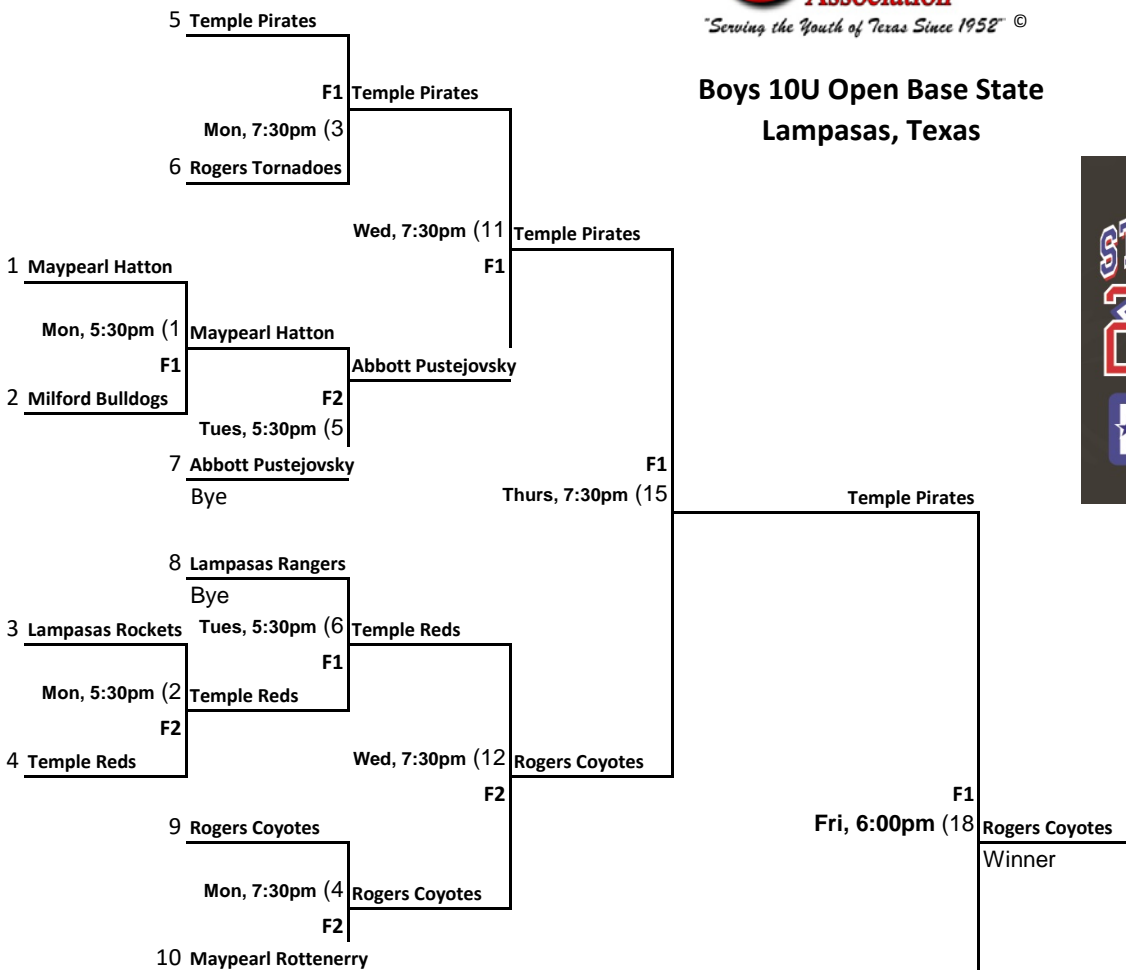 Association
"Serving the Youth of Texas Since 1952" ©
Boys 10U Open Base State
Lampasas, Texas
5 Temple Pirates
F1 Temple Pirates
Mon, 7:30pm (3
6 Rogers Tornadoes
Wed, 7:30pm (11 Temple Pirates
F1
1 Maypearl Hatton
Mon, 5:30pm (1 Maypearl Hatton
F1
Abbott Pustejovsky
2 Milford Bulldogs
F2
Tues, 5:30pm (5
7 Abbott Pustejovsky
Bye
F1
Thurs, 7:30pm (15
Temple Pirates
8 Lampasas Rangers
Bye
3 Lampasas Rockets
Tues, 5:30pm (6 Temple Reds
F1
Mon, 5:30pm (2 Temple Reds
F2
4 Temple Reds
Wed, 7:30pm (12 Rogers Coyotes
F2
9 Rogers Coyotes
F1
Fri, 6:00pm (18 Rogers Coyotes
Winner
Mon, 7:30pm (4 Rogers Coyotes
F2
10 Maypearl Rottenerry